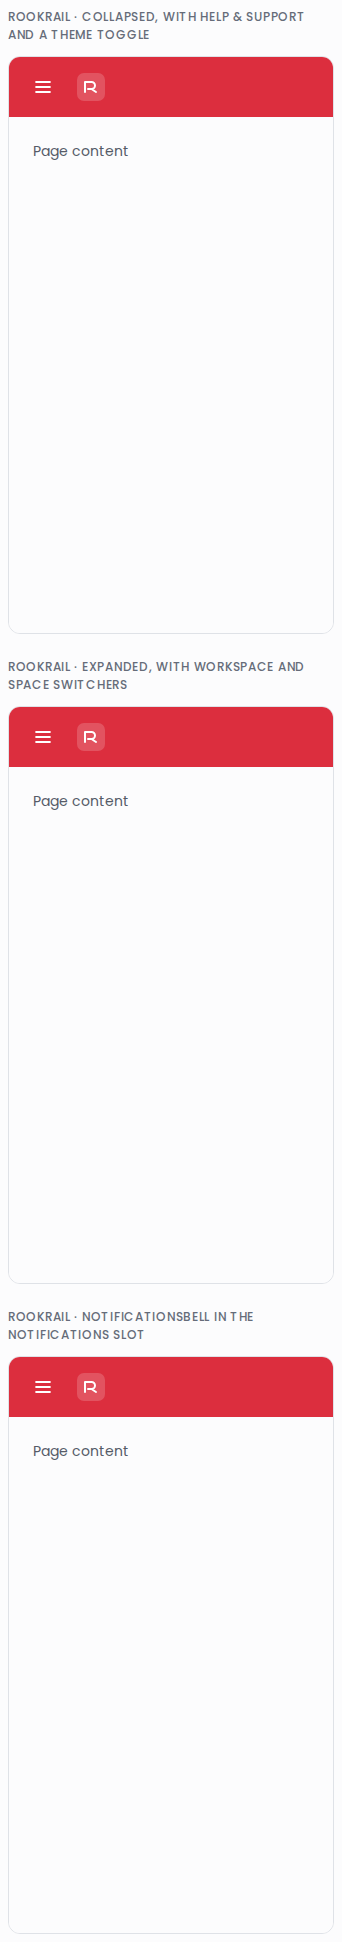 ROOKRAIL · COLLAPSED, WITH HELP & SUPPORT
AND A THEME TOGGLE
R
Page content
ROOKRAIL · EXPANDED, WITH WORKSPACE AND
SPACE SWITCHERS
R
Page content
ROOKRAIL · NOTIFICATIONSBELL IN THE
NOTIFICATIONS SLOT
R
Page content